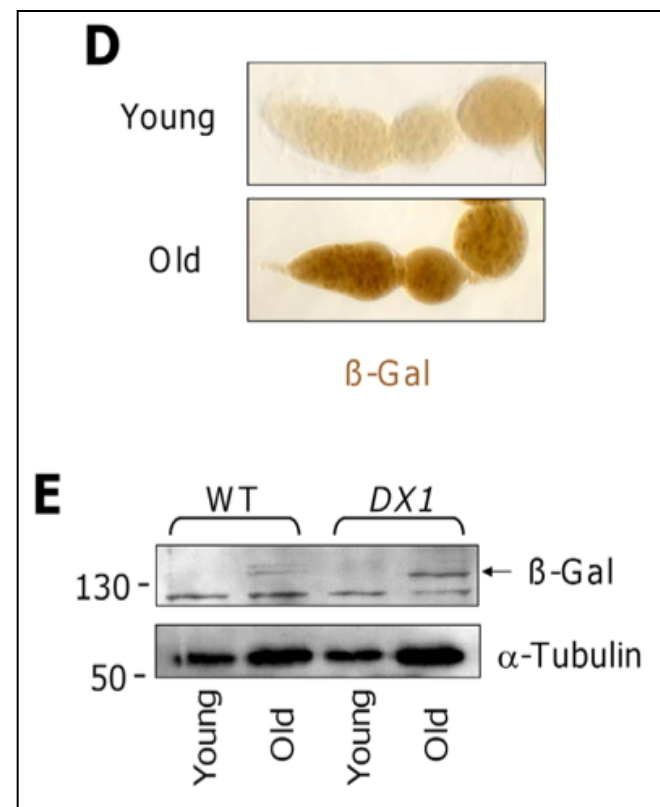 D
Young
Old
ß-Gal
E
WT DX1
130
ß-Gal
50
α-Tubulin
Young Old Young Old